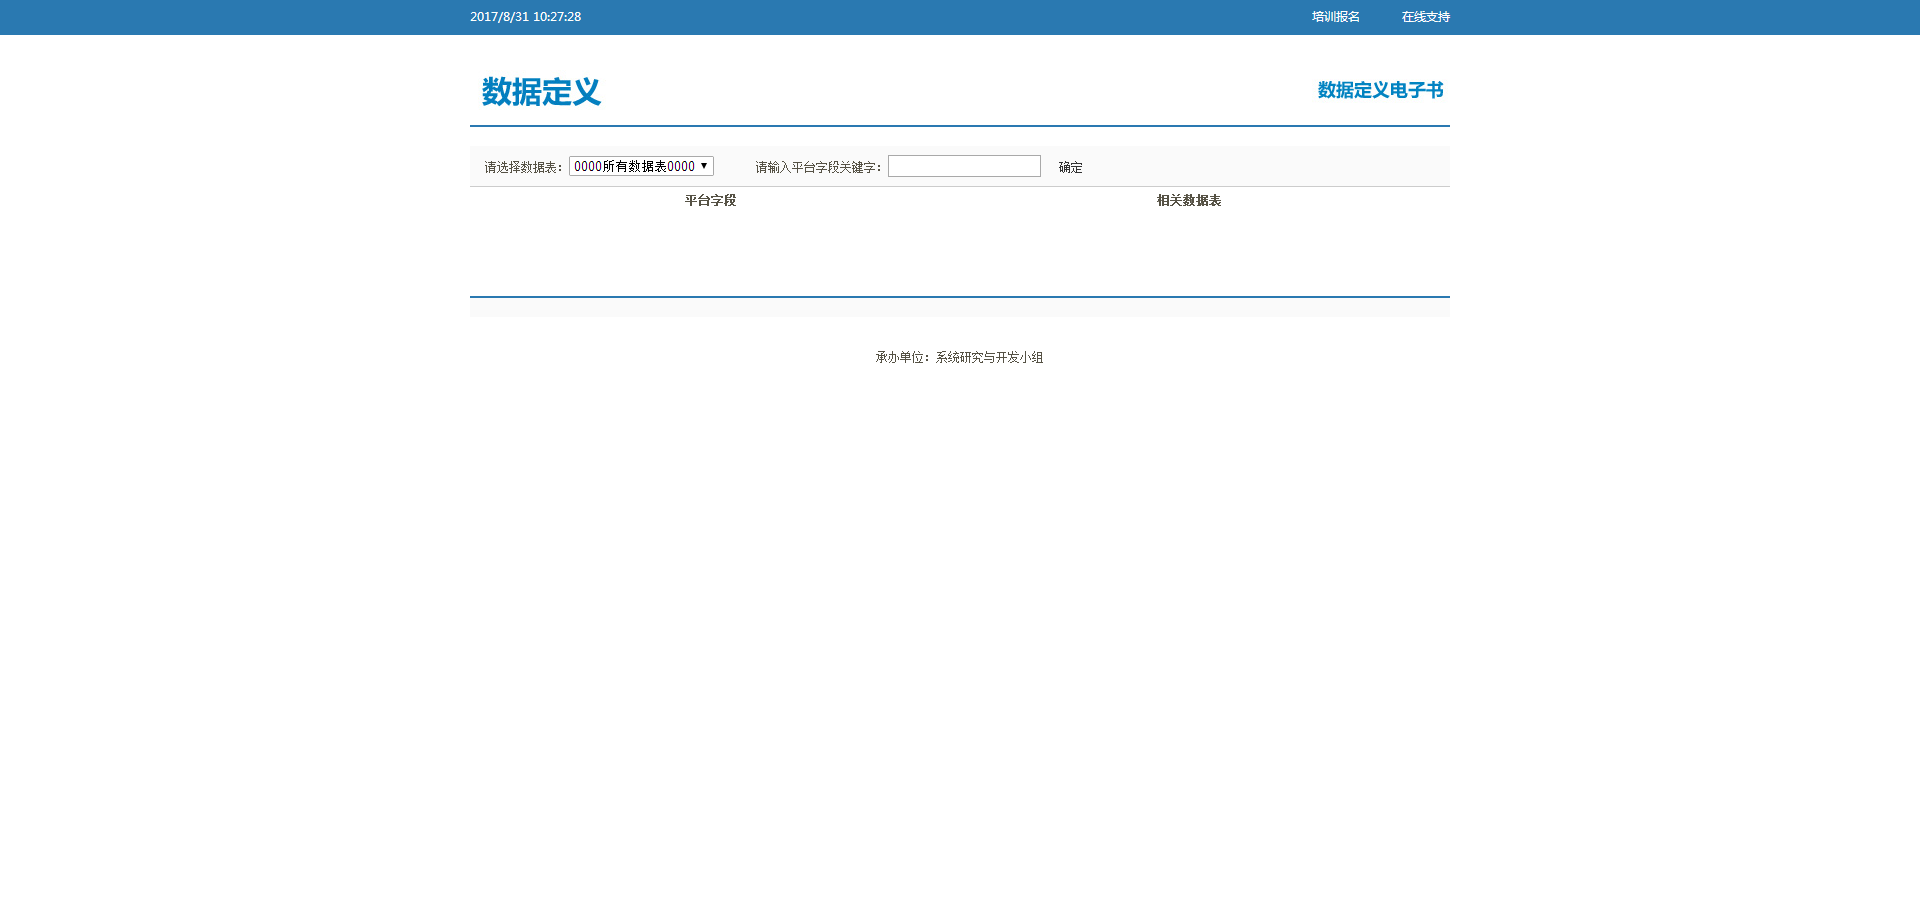 2017/8/31 10:27:28 培训报名 在线支持
数据定义 数据定义电子书
请选择数据表： 0000所有数据表0000 请输入平台字段关键字： 确定
平台字段 相关数据表
承办单位：系统研究与开发小组